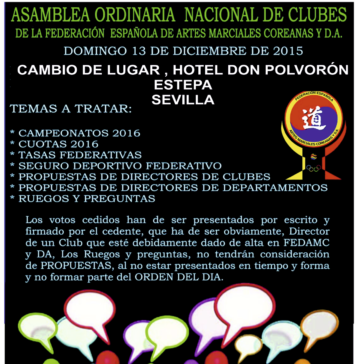 ASAMBLEA ORDINARIA NACIONAL DE CLUBES
DE LA FEDERACIÓN ESPAÑOLA DE ARTES MARCIALES COREANAS Y D.A.
DOMINGO 13 DE DICIEMBRE DE 2015
CAMBIO DE LUGAR , HOTEL DON POLVORÓN
ESTEPA
SEVILLA
TEMAS A TRATAR:
道
* CAMPEONATOS 2016
* CUOTAS 2016
* TASAS FEDERATIVAS
* SEGURO DEPORTIVO FEDERATIVO
* PROPUESTAS DE DIRECTORES DE CLUBES
* PROPUESTAS DE DIRECTORES DE DEPARTAMENTOS
* RUEGOS Y PREGUNTAS
Los votos cedidos han de ser presentados por escrito y
firmado por el cedente, que ha de ser obviamente, Director
de un Club que esté debidamente dado de alta en FEDAMC
y DA, Los Ruegos y preguntas, no tendrán consideración
de PROPUESTAS, al no estar presentados en tiempo y forma
y no formar parte del ORDEN DEL DIA.